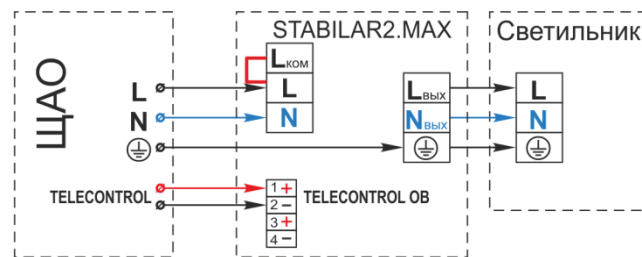 STABILAR2.MAX
Светильник
ЩАО
Lком
L
L
Lвых
L
N
N
Nвых
N
TELECONTROL
1 +
TELECONTROL OB
2 –
3 +
4 –